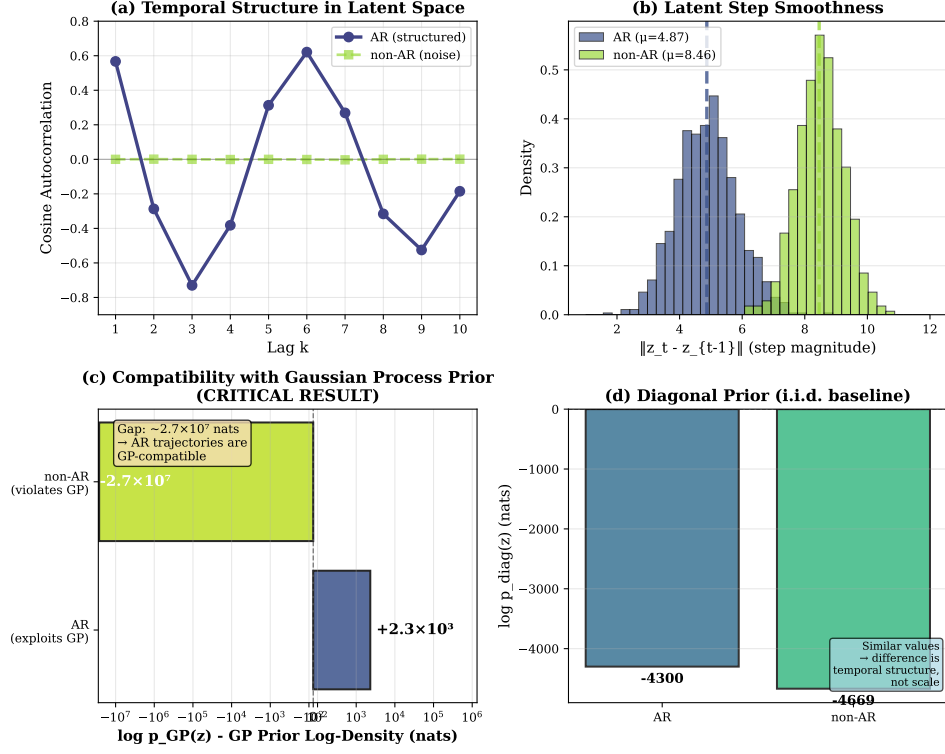 (a) Temporal Structure in Latent Space
0.8
0.6
0.4
0.2
0.0
−0.2
−0.4
−0.6
−0.8
Cosine Autocorrelation
AR (structured)
non-AR (noise)
1 2 3 4 5 6 7 8 9 10
Lag k
(b) Latent Step Smoothness
0.5
0.4
0.3
0.2
0.1
0.0
Density
AR (μ=4.87)
non-AR (μ=8.46)
2 4 6 8 10 12
‖z_t - z_{t-1}‖ (step magnitude)
(c) Compatibility with Gaussian Process Prior
(CRITICAL RESULT)
Gap: ~2.7×10⁷ nats
→ AR trajectories are
GP-compatible
non-AR
(violates GP)
-2.7×10⁷
AR
(exploits GP)
+2.3×10³
−10⁷ −10⁶ −10⁵ −10⁴ −10³ −10² 10² 10³ 10⁴ 10⁵ 10⁶
log p_GP(z) - GP Prior Log-Density (nats)
(d) Diagonal Prior (i.i.d. baseline)
0
−1000
−2000
−3000
−4000
log p_diag(z) (nats)
Similar values
→ difference is
temporal structure,
not scale
-4300
-4669
AR non-AR